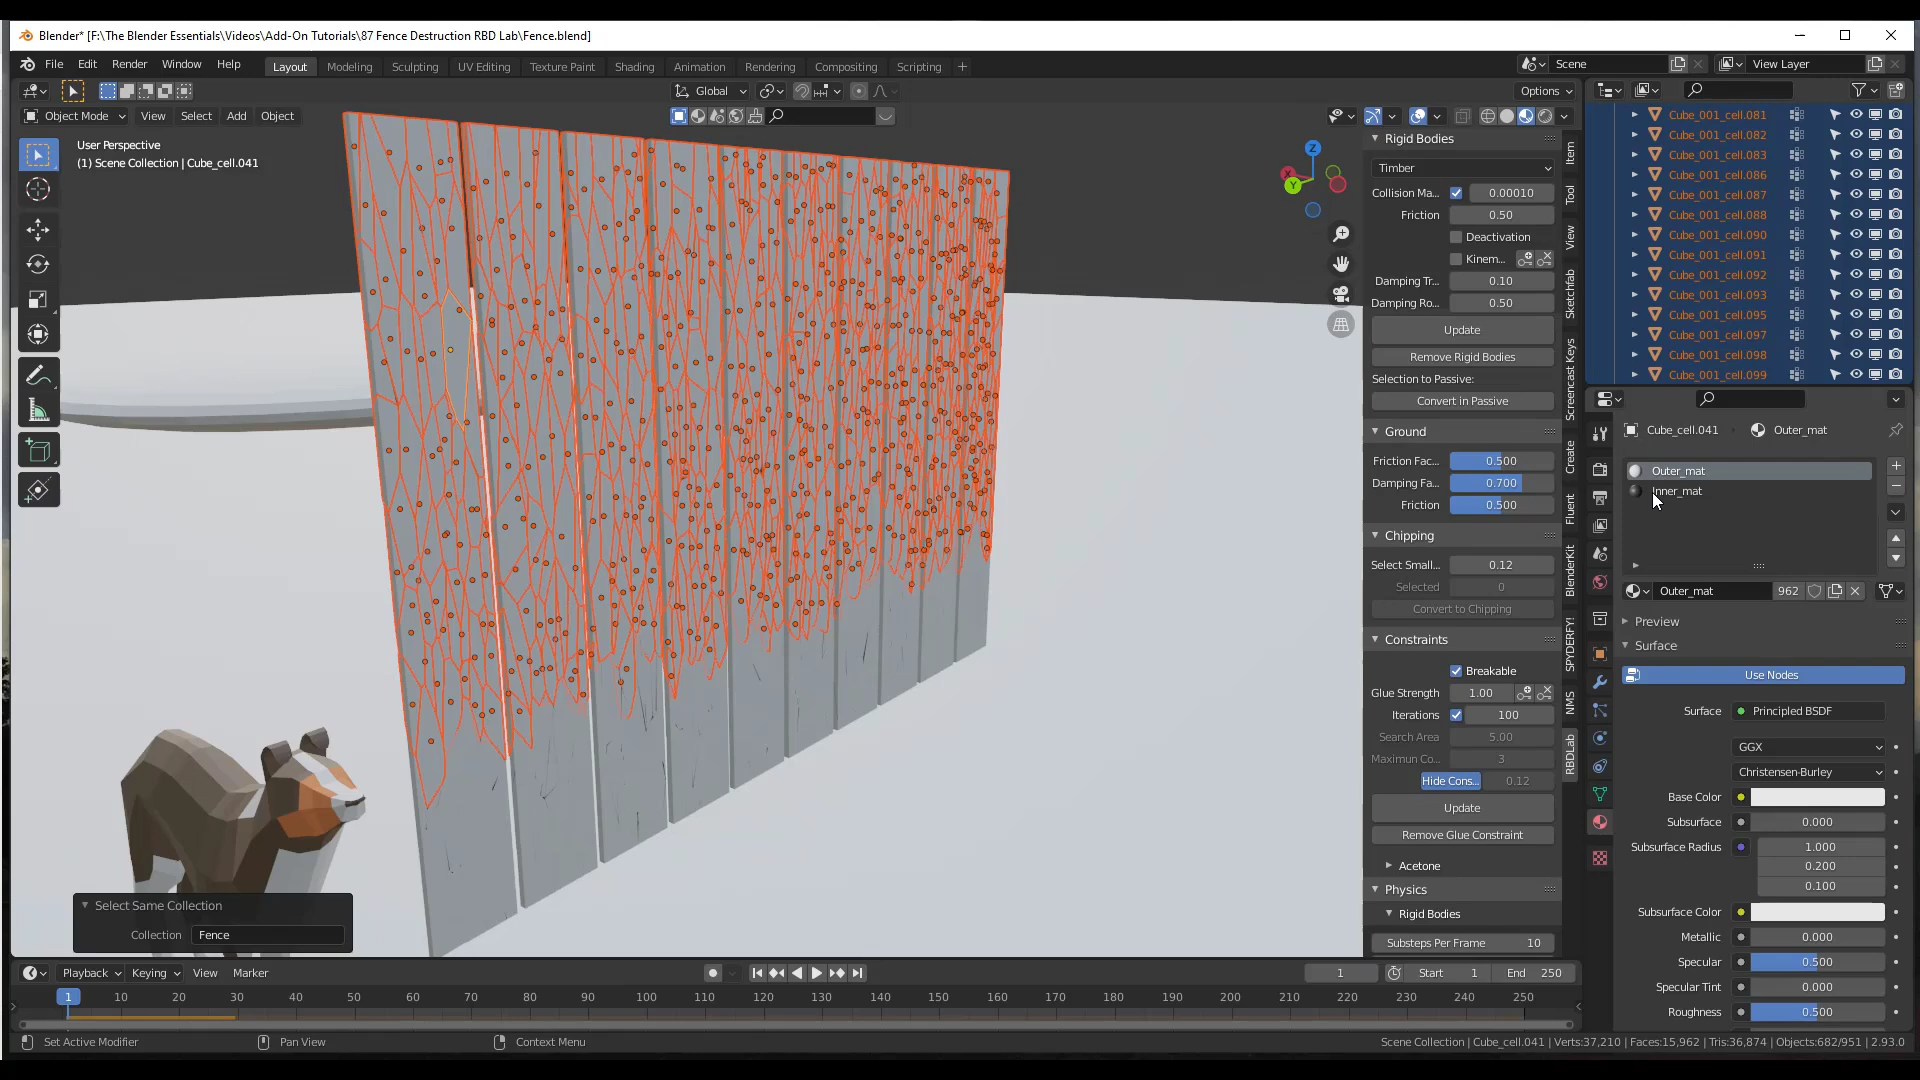 Blender* [F:\The Blender Essentials\Videos\Add-On Tutorials\87 Fence Destruction RBD Lab\Fence.blend]
File Edit Render Window Help
Layout Modeling Sculpting UV Editing Texture Paint Shading Animation Rendering Compositing Scripting +
Scene
View Layer
Global
Options
Object Mode View Select Add Object
User Perspective
(1) Scene Collection | Cube_cell.041
Z
X
Y
Rigid Bodies
Timber
Collision Ma... 0.00010
Friction 0.50
Deactivation
Kinem...
Damping Tr... 0.10
Damping Ro... 0.50
Update
Remove Rigid Bodies
Selection to Passive:
Convert in Passive
Ground
Friction Fac... 0.500
Damping Fa... 0.700
Friction 0.500
Chipping
Select Small... 0.12
Selected 0
Convert to Chipping
Constraints
Breakable
Glue Strength 1.00
Iterations 100
Search Area 5.00
Maximun Co... 3
Hide Cons... 0.12
Update
Remove Glue Constraint
Acetone
Physics
Rigid Bodies
Substeps Per Frame 10
Item
Tool
View
Sketchfab
Screencast Keys
Create
Fluent
BlenderKit
SPYDERFY!
NMS
RBDLab
Cube_001_cell.081
Cube_001_cell.082
Cube_001_cell.083
Cube_001_cell.086
Cube_001_cell.087
Cube_001_cell.088
Cube_001_cell.090
Cube_001_cell.091
Cube_001_cell.092
Cube_001_cell.093
Cube_001_cell.095
Cube_001_cell.097
Cube_001_cell.098
Cube_001_cell.099
Cube_cell.041 Outer_mat
Outer_mat
Inner_mat
Outer_mat 962
Preview
Surface
Use Nodes
Surface Principled BSDF
GGX
Christensen-Burley
Base Color
Subsurface 0.000
Subsurface Radius 1.000
0.200
0.100
Subsurface Color
Metallic 0.000
Specular 0.500
Specular Tint 0.000
Roughness 0.500
Select Same Collection
Collection Fence
Playback Keying View Marker
1 Start 1 End 250
1 10 20 30 40 50 60 70 80 90 100 110 120 130 140 150 160 170 180 190 200 210 220 230 240 250
Set Active Modifier Pan View Context Menu
Scene Collection | Cube_cell.041 | Verts:37,210 | Faces:15,962 | Tris:36,874 | Objects:682/951 | 2.93.0